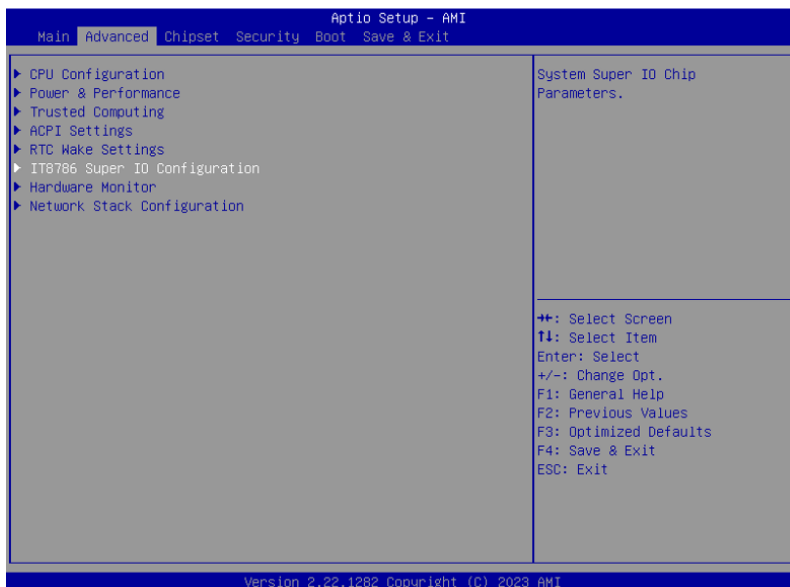 Aptio Setup – AMI
Main Advanced Chipset Security Boot Save & Exit
▶ CPU Configuration
▶ Power & Performance
▶ Trusted Computing
▶ ACPI Settings
▶ RTC Wake Settings
▶ IT8786 Super IO Configuration
▶ Hardware Monitor
▶ Network Stack Configuration
System Super IO Chip
Parameters.
→←: Select Screen
↑↓: Select Item
Enter: Select
+/-: Change Opt.
F1: General Help
F2: Previous Values
F3: Optimized Defaults
F4: Save & Exit
ESC: Exit
Version 2.22.1282 Copyright (C) 2023 AMI